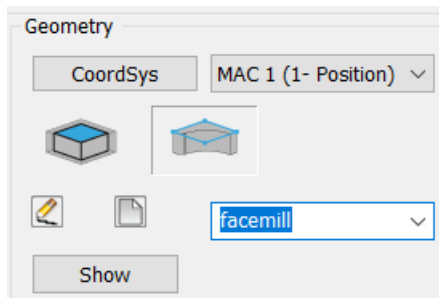 Geometry
CoordSys
MAC 1 (1- Position)
facemill
Show